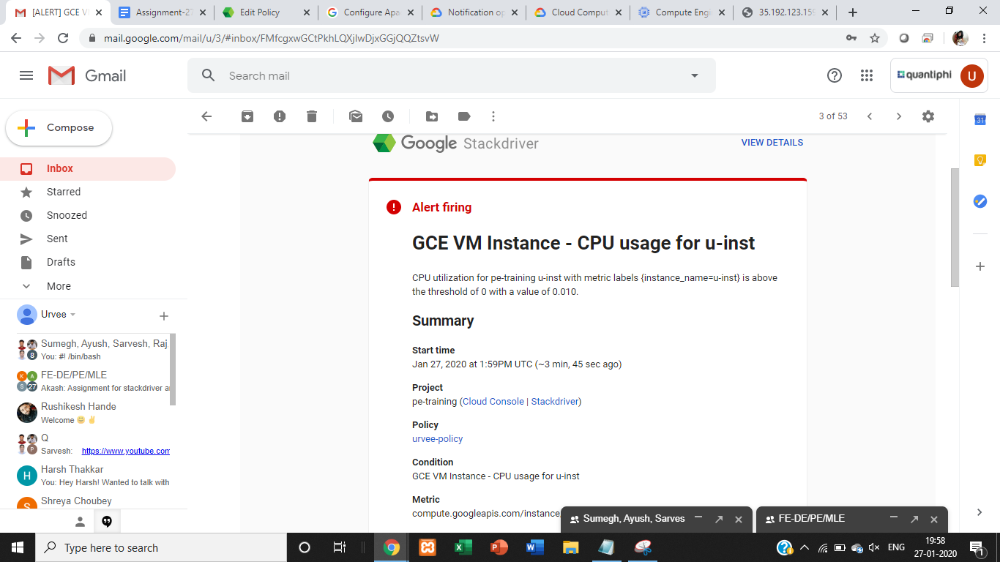 [ALERT] GCE V
Assignment-27
Edit Policy
Configure Apa
Notification op
Cloud Comput
Compute Engi
35.192.123.159
mail.google.com/mail/u/3/#inbox/FMfcgxwGCtPkhLQXjlwDjxGGjQQZtsvW
Gmail
Search mail
quantiphi
U
Compose
3 of 53
31
Inbox
Starred
Snoozed
Sent
Drafts
More
Google Stackdriver
VIEW DETAILS
Alert firing
GCE VM Instance - CPU usage for u-inst
CPU utilization for pe-training u-inst with metric labels {instance_name=u-inst} is above
the threshold of 0 with a value of 0.010.
Summary
Start time
Jan 27, 2020 at 1:59PM UTC (~3 min, 45 sec ago)
Project
pe-training (Cloud Console | Stackdriver)
Policy
urvee-policy
Condition
GCE VM Instance - CPU usage for u-inst
Metric
compute.googleapis.com/instance/
Urvee
Sumegh, Ayush, Sarvesh, Raj
8
You: #! /bin/bash
FE-DE/PE/MLE
K A
S 27
Akash: Assignment for stackdriver a
Rushikesh Hande
Welcome 😊 ✌
Q
P
Sarvesh: https://www.youtube.com
H
Harsh Thakkar
You: Hey Harsh! Wanted to talk with
S
Shreya Choubey
Sumegh, Ayush, Sarves
FE-DE/PE/MLE
Type here to search
ENG
19:58
27-01-2020
1